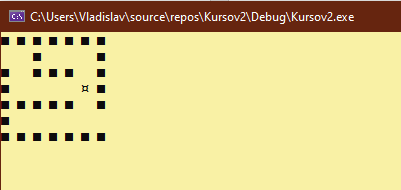 C:\Users\Vladislav\source\repos\Kursov2\Debug\Kursov2.exe
■ ■ ■ ■ ■ ■ ■
    ■       ■
■   ■ ■ ■   ■
■         ¤ ■
■ ■ ■ ■ ■   ■
■
■ ■ ■ ■ ■ ■ ■